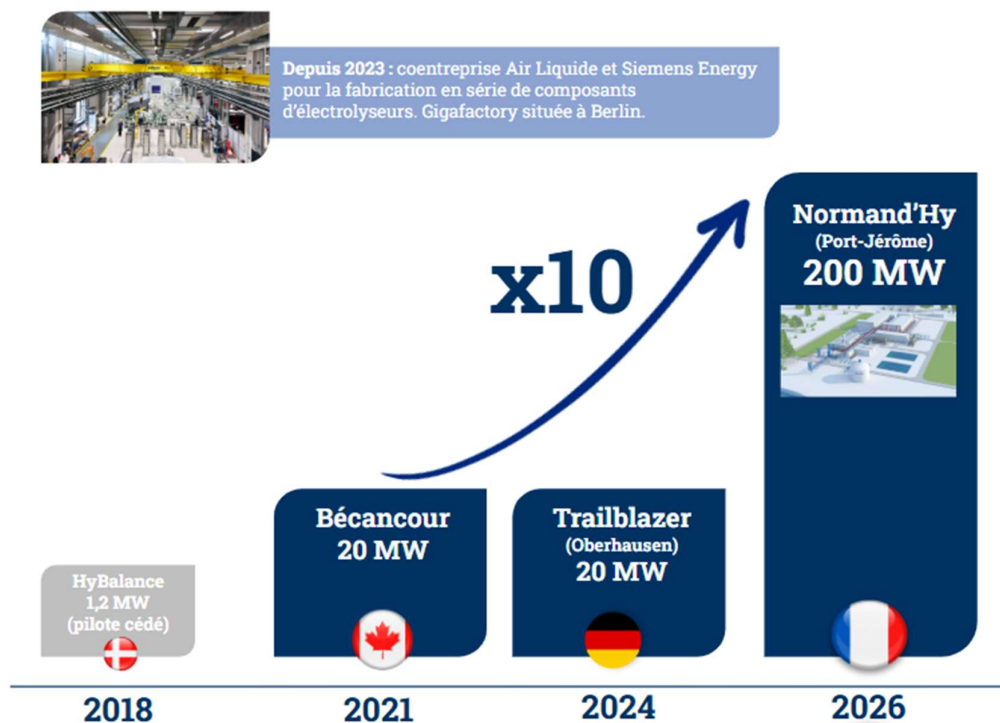 Depuis 2023 : coentreprise Air Liquide et Siemens Energy
pour la fabrication en série de composants
d'électrolyseurs. Gigafactory située à Berlin.
x10
Normand'Hy
(Port-Jérôme)
200 MW
Bécancour
20 MW
Trailblazer
(Oberhausen)
20 MW
HyBalance
1,2 MW
(pilote cédé)
2018
2021
2024
2026